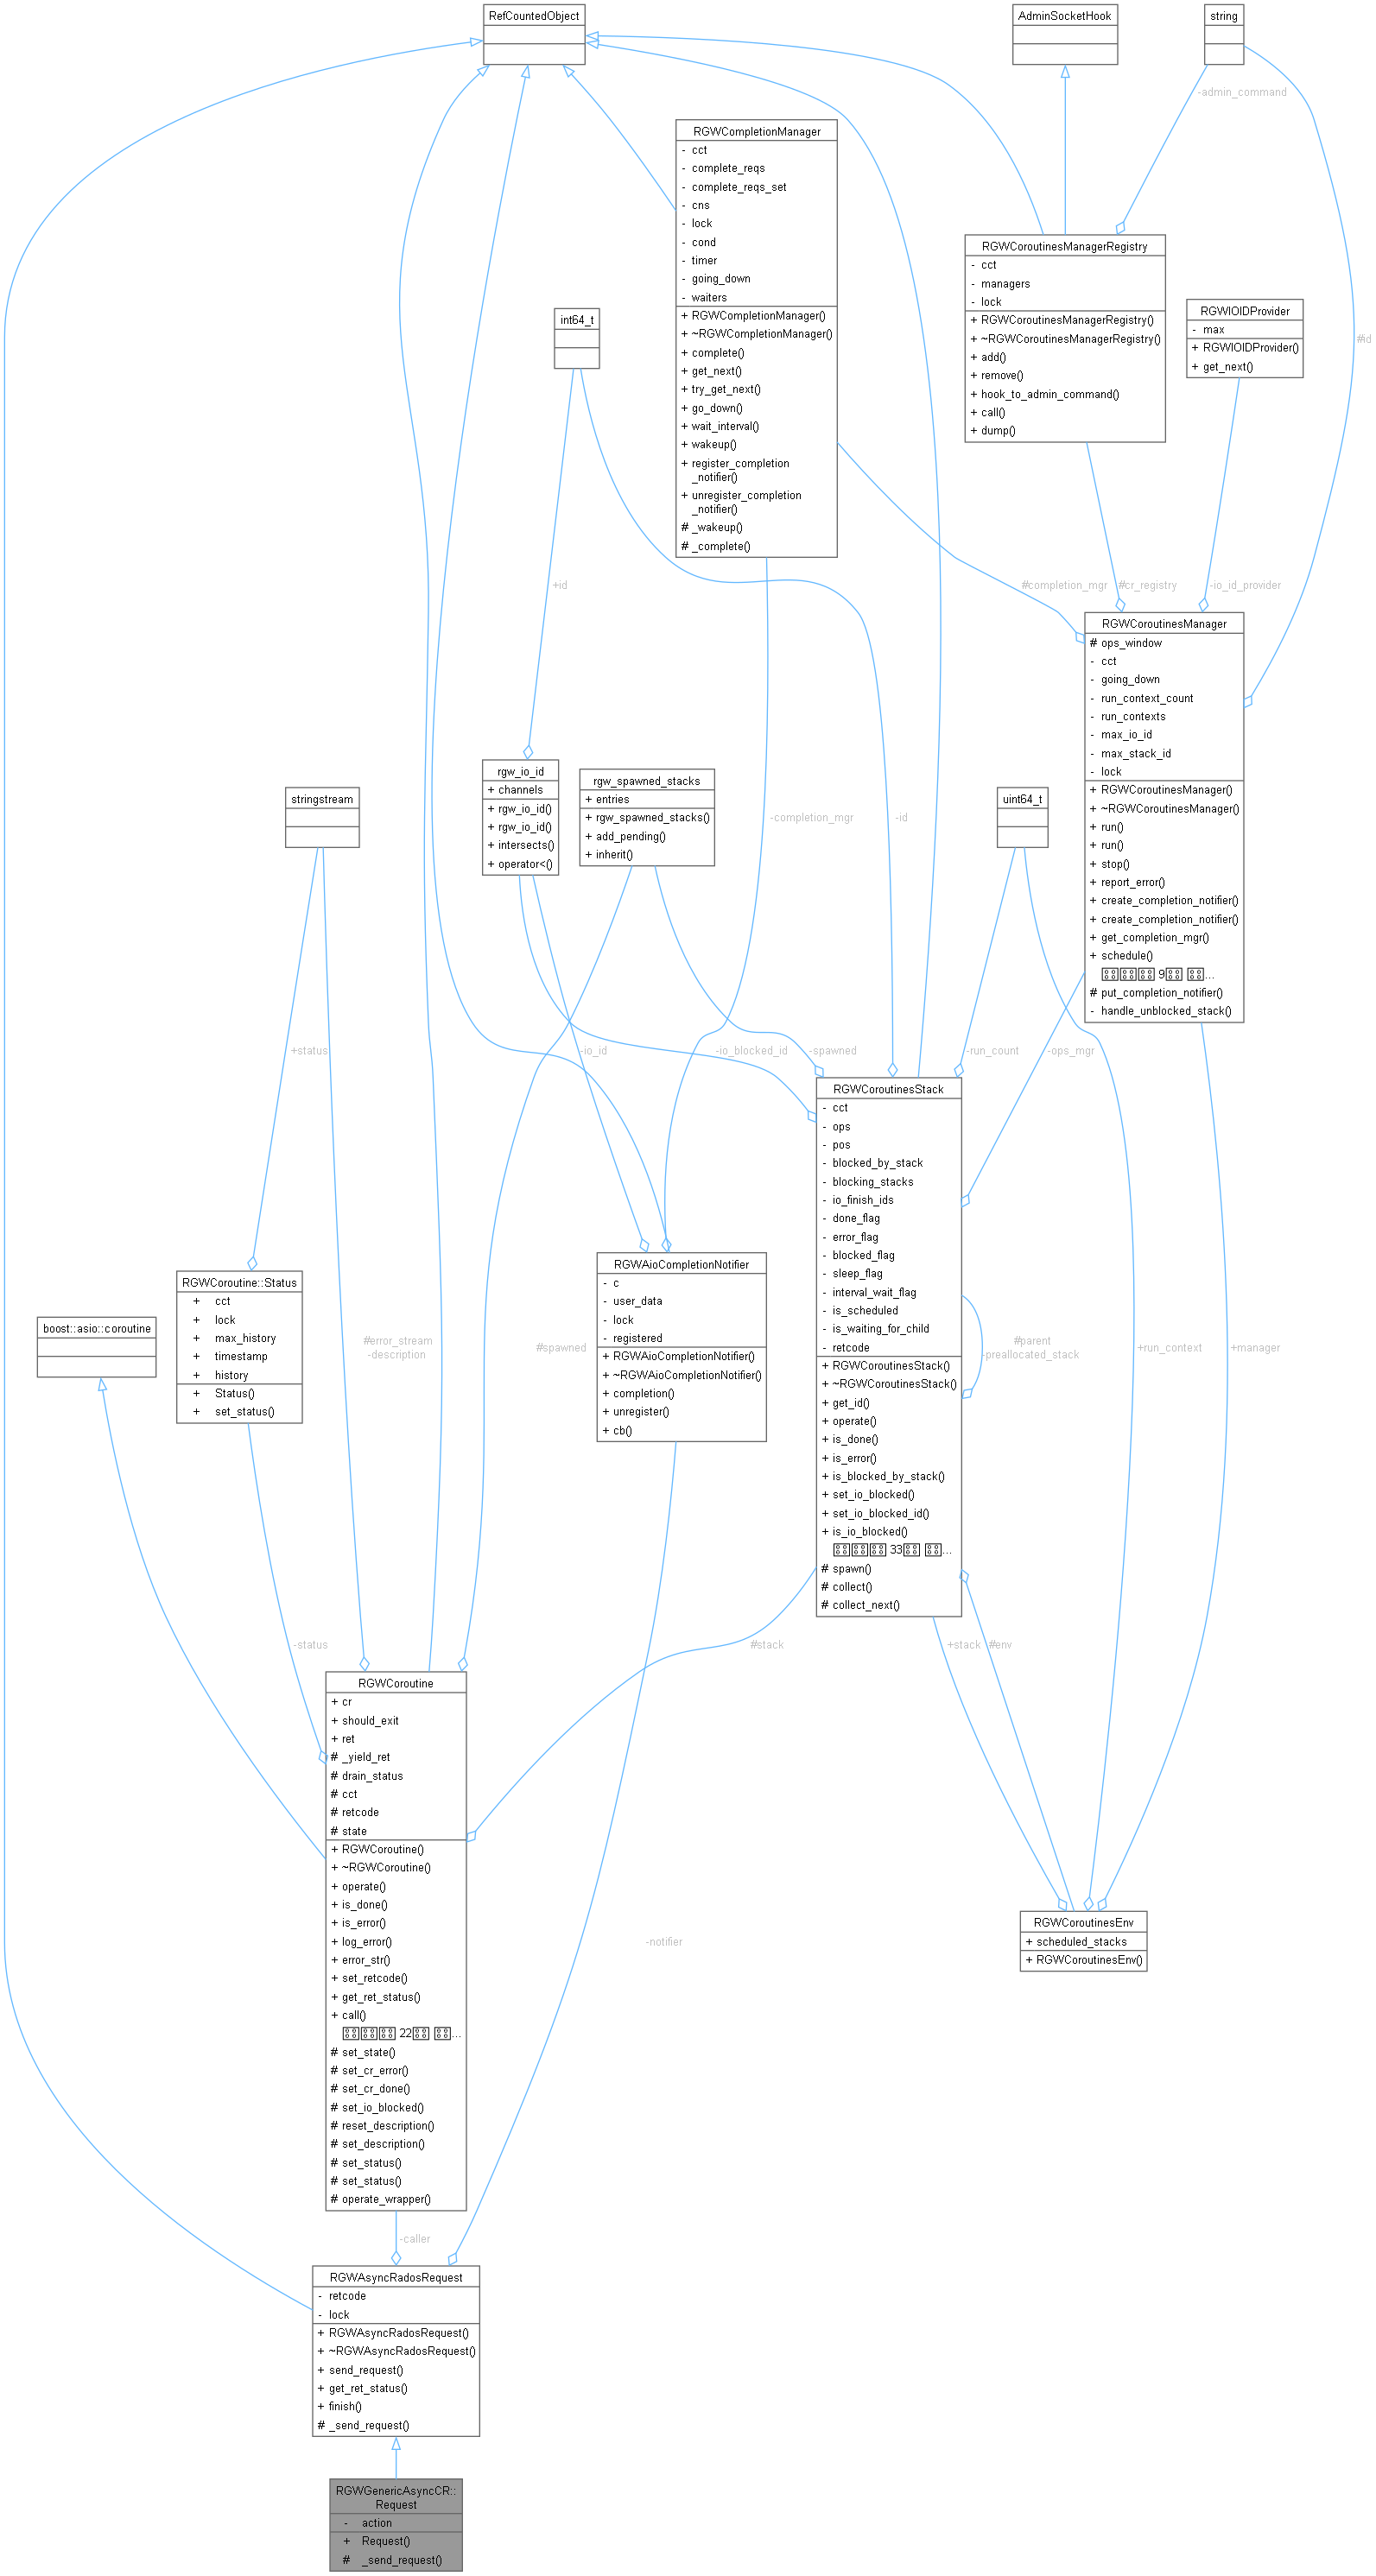 RefCountedObject
AdminSocketHook
string
-admin_command
RGWCompletionManager
- cct
- complete_reqs
- complete_reqs_set
- cns
- lock
- cond
- timer
- going_down
- waiters
+ RGWCompletionManager()
+ ~RGWCompletionManager()
+ complete()
+ get_next()
+ try_get_next()
+ go_down()
+ wait_interval()
+ wakeup()
+ register_completion
_notifier()
+ unregister_completion
_notifier()
# _wakeup()
# _complete()
RGWCoroutinesManagerRegistry
- cct
- managers
- lock
+ RGWCoroutinesManagerRegistry()
+ ~RGWCoroutinesManagerRegistry()
+ add()
+ remove()
+ hook_to_admin_command()
+ call()
+ dump()
RGWIOIDProvider
- max
+ RGWIOIDProvider()
+ get_next()
#id
int64_t
+id
#completion_mgr
#cr_registry
-io_id_provider
RGWCoroutinesManager
# ops_window
- cct
- going_down
- run_context_count
- run_contexts
- max_io_id
- max_stack_id
- lock
+ RGWCoroutinesManager()
+ ~RGWCoroutinesManager()
+ run()
+ run()
+ stop()
+ report_error()
+ create_completion_notifier()
+ create_completion_notifier()
+ get_completion_mgr()
+ schedule()
9
...
# put_completion_notifier()
- handle_unblocked_stack()
rgw_io_id
+ channels
+ rgw_io_id()
+ rgw_io_id()
+ intersects()
+ operator<()
rgw_spawned_stacks
+ entries
+ rgw_spawned_stacks()
+ add_pending()
+ inherit()
stringstream
uint64_t
-completion_mgr
-id
+status
-io_id
-io_blocked_id
-spawned
-run_count
-ops_mgr
RGWCoroutinesStack
- cct
- ops
- pos
- blocked_by_stack
- blocking_stacks
- io_finish_ids
- done_flag
- error_flag
- blocked_flag
- sleep_flag
- interval_wait_flag
- is_scheduled
- is_waiting_for_child
- retcode
+ RGWCoroutinesStack()
+ ~RGWCoroutinesStack()
+ get_id()
+ operate()
+ is_done()
+ is_error()
+ is_blocked_by_stack()
+ set_io_blocked()
+ set_io_blocked_id()
+ is_io_blocked()
33
...
# spawn()
# collect()
# collect_next()
RGWAioCompletionNotifier
- c
- user_data
- lock
- registered
+ RGWAioCompletionNotifier()
+ ~RGWAioCompletionNotifier()
+ completion()
+ unregister()
+ cb()
RGWCoroutine::Status
+ cct
+ lock
+ max_history
+ timestamp
+ history
+ Status()
+ set_status()
boost::asio::coroutine
#error_stream
-description
#spawned
#parent
-preallocated_stack
+run_context
+manager
-status
#stack
+stack
#env
RGWCoroutine
+ cr
+ should_exit
+ ret
# _yield_ret
# drain_status
# cct
# retcode
# state
+ RGWCoroutine()
+ ~RGWCoroutine()
+ operate()
+ is_done()
+ is_error()
+ log_error()
+ error_str()
+ set_retcode()
+ get_ret_status()
+ call()
22
...
# set_state()
# set_cr_error()
# set_cr_done()
# set_io_blocked()
# reset_description()
# set_description()
# set_status()
# set_status()
# operate_wrapper()
-notifier
RGWCoroutinesEnv
+ scheduled_stacks
+ RGWCoroutinesEnv()
-caller
RGWAsyncRadosRequest
- retcode
- lock
+ RGWAsyncRadosRequest()
+ ~RGWAsyncRadosRequest()
+ send_request()
+ get_ret_status()
+ finish()
# _send_request()
RGWGenericAsyncCR::
Request
- action
+ Request()
# _send_request()